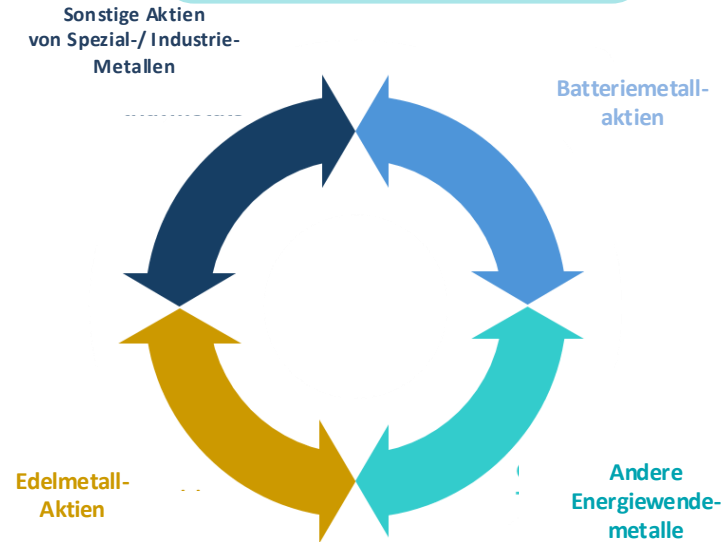 Sonstige Aktien
von Spezial-/ Industrie-
Metallen
Batteriemetall-
aktien
Edelmetall-
Aktien
Andere
Energiewende-
metalle